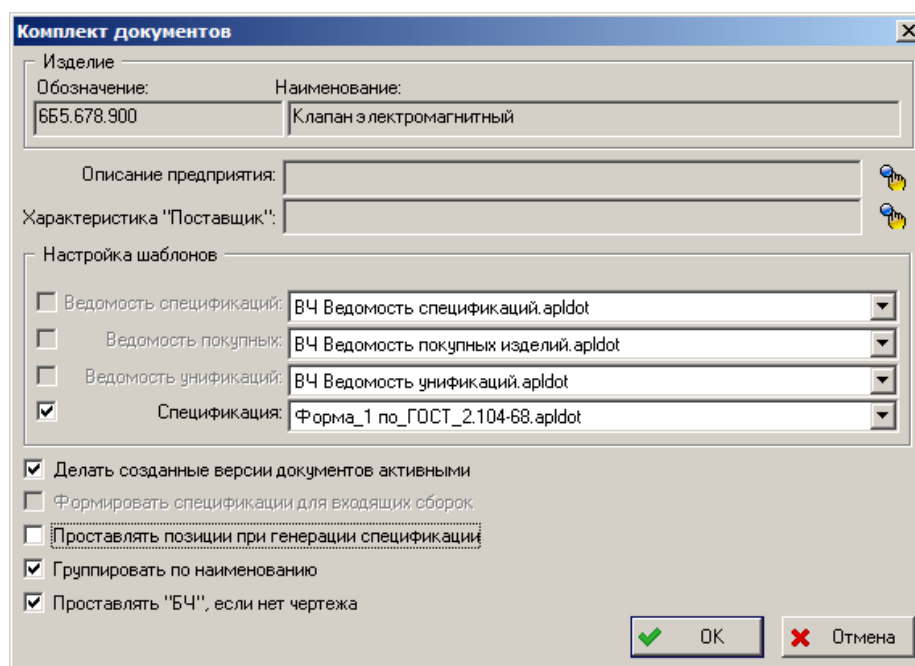 Комплект документов
Изделие
Обозначение: Наименование:
6Б5.678.900 Клапан электромагнитный
Описание предприятия:
Характеристика "Поставщик":
Настройка шаблонов
Ведомость спецификаций: ВЧ Ведомость спецификаций.apldot
Ведомость покупных: ВЧ Ведомость покупных изделий.apldot
Ведомость унификаций: ВЧ Ведомость унификаций.apldot
Спецификация: Форма_1 по_ГОСТ_2.104-68.apldot
Делать созданные версии документов активными
Формировать спецификации для входящих сборок
Проставлять позиции при генерации спецификации
Группировать по наименованию
Проставлять "БЧ", если нет чертежа
OK Отмена